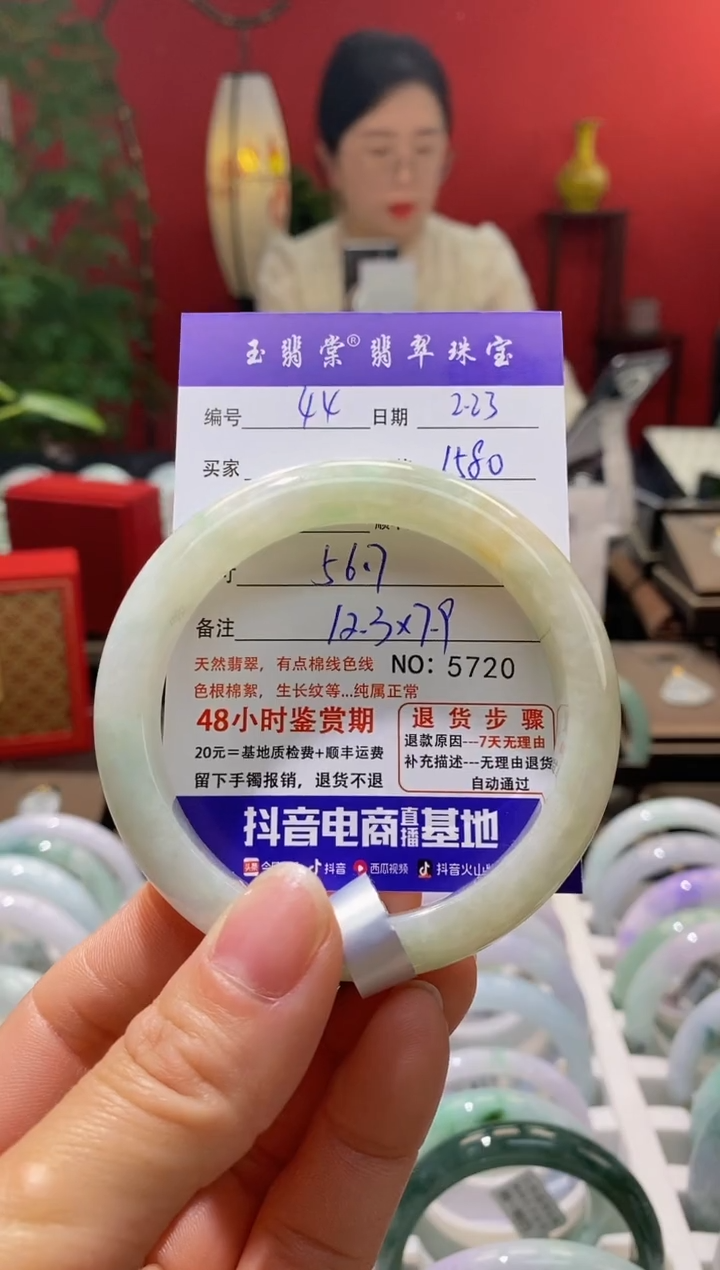 玉翡棠®翡翠珠宝
编号 44 日期 2-23
买家 1580
寸 56.7
备注 12.3×7.9
天然翡翠，有点棉线色线 NO：5720
色根棉絮，生长纹等...纯属正常
48小时鉴赏期
20元＝基地质检费+顺丰运费
留下手镯报销，退货不退
退货步骤
退款原因---7天无理由
补充描述---无理由退货
自动通过
抖音电商直播基地
头条 抖音 西瓜视频 抖音火山